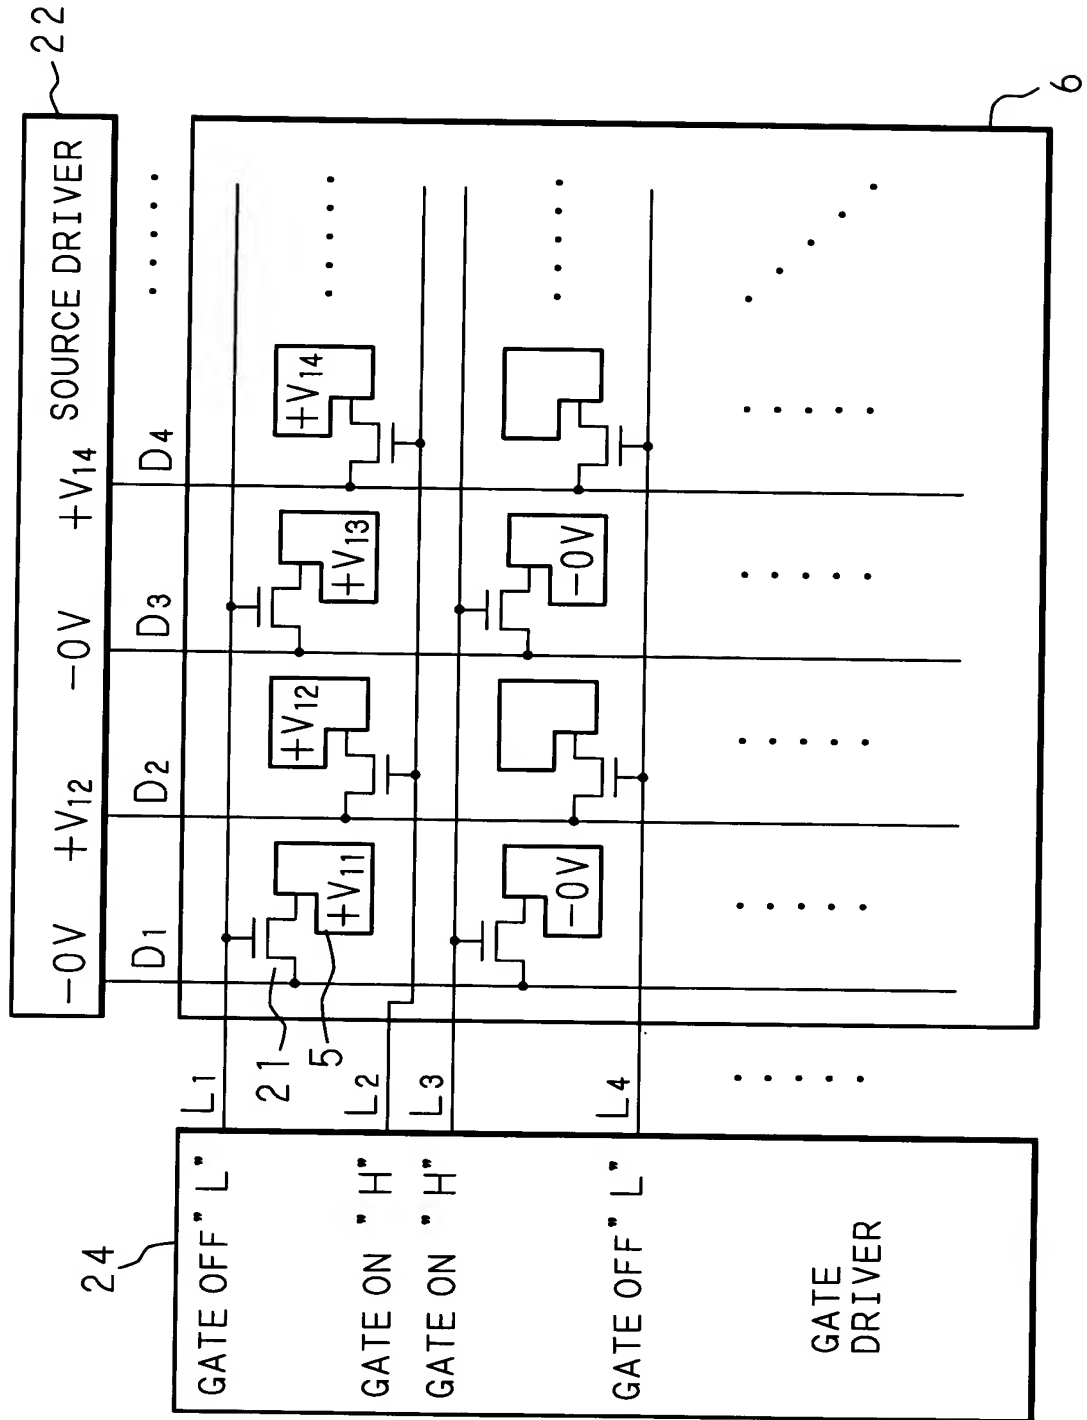 -0V +V12 -0V +V14 SOURCE DRIVER
22
D1 D2 D3 D4
24
GATE OFF "L"
L1
21
5
+V11
+V12
+V13
+V14
GATE ON "H"
L2
GATE ON "H"
L3
-0V
-0V
GATE OFF "L"
L4
GATE
DRIVER
6